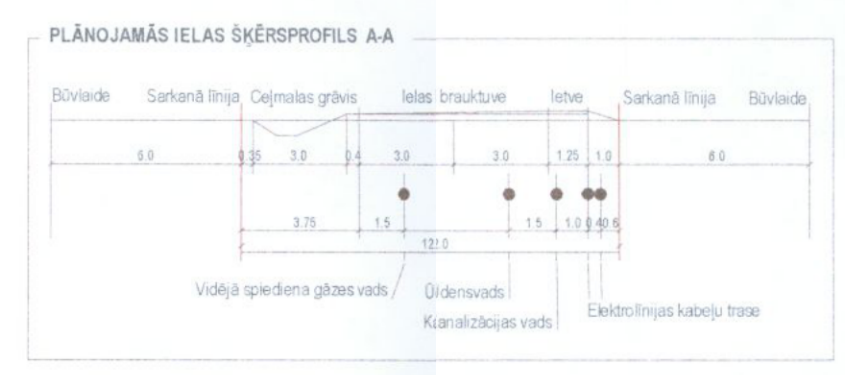 PLĀNOJAMĀS IELAS ŠĶĒRSPROFILS A-A
Būvlaide Sarkanā līnija Ceļmalas grāvis Ielas brauktuve Ietve Sarkanā līnija Būvlaide
6.0 0.35 3.0 0.4 3.0 3.0 1.25 1.0 6.0
3.75 1.5 1.5 1.0 0.4 0.6
12.0
Vidējā spiediena gāzes vads Ūdensvads Elektrolīnijas kabeļu trase
Kanalizācijas vads